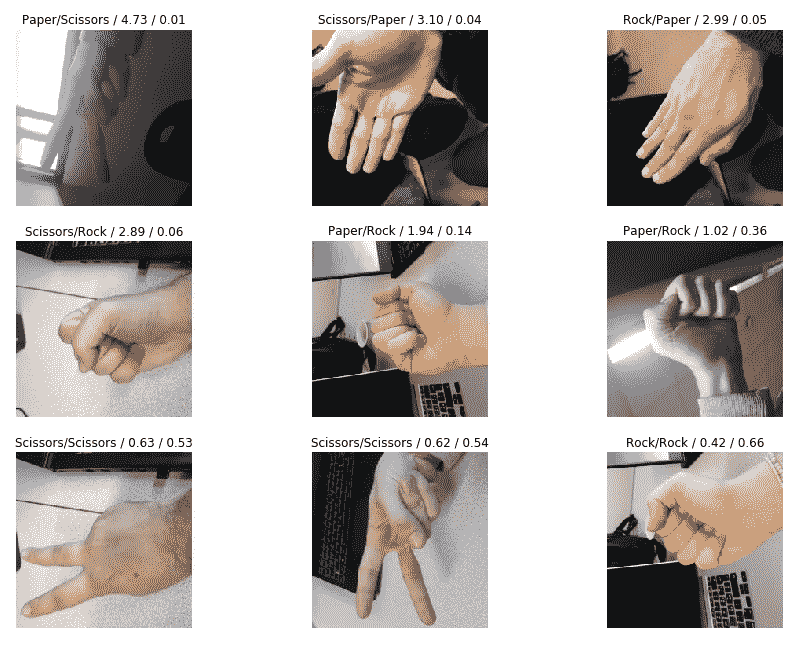 Paper/Scissors / 4.73 / 0.01
Scissors/Paper / 3.10 / 0.04
Rock/Paper / 2.99 / 0.05
Scissors/Rock / 2.89 / 0.06
Paper/Rock / 1.94 / 0.14
Paper/Rock / 1.02 / 0.36
Scissors/Scissors / 0.63 / 0.53
Scissors/Scissors / 0.62 / 0.54
Rock/Rock / 0.42 / 0.66